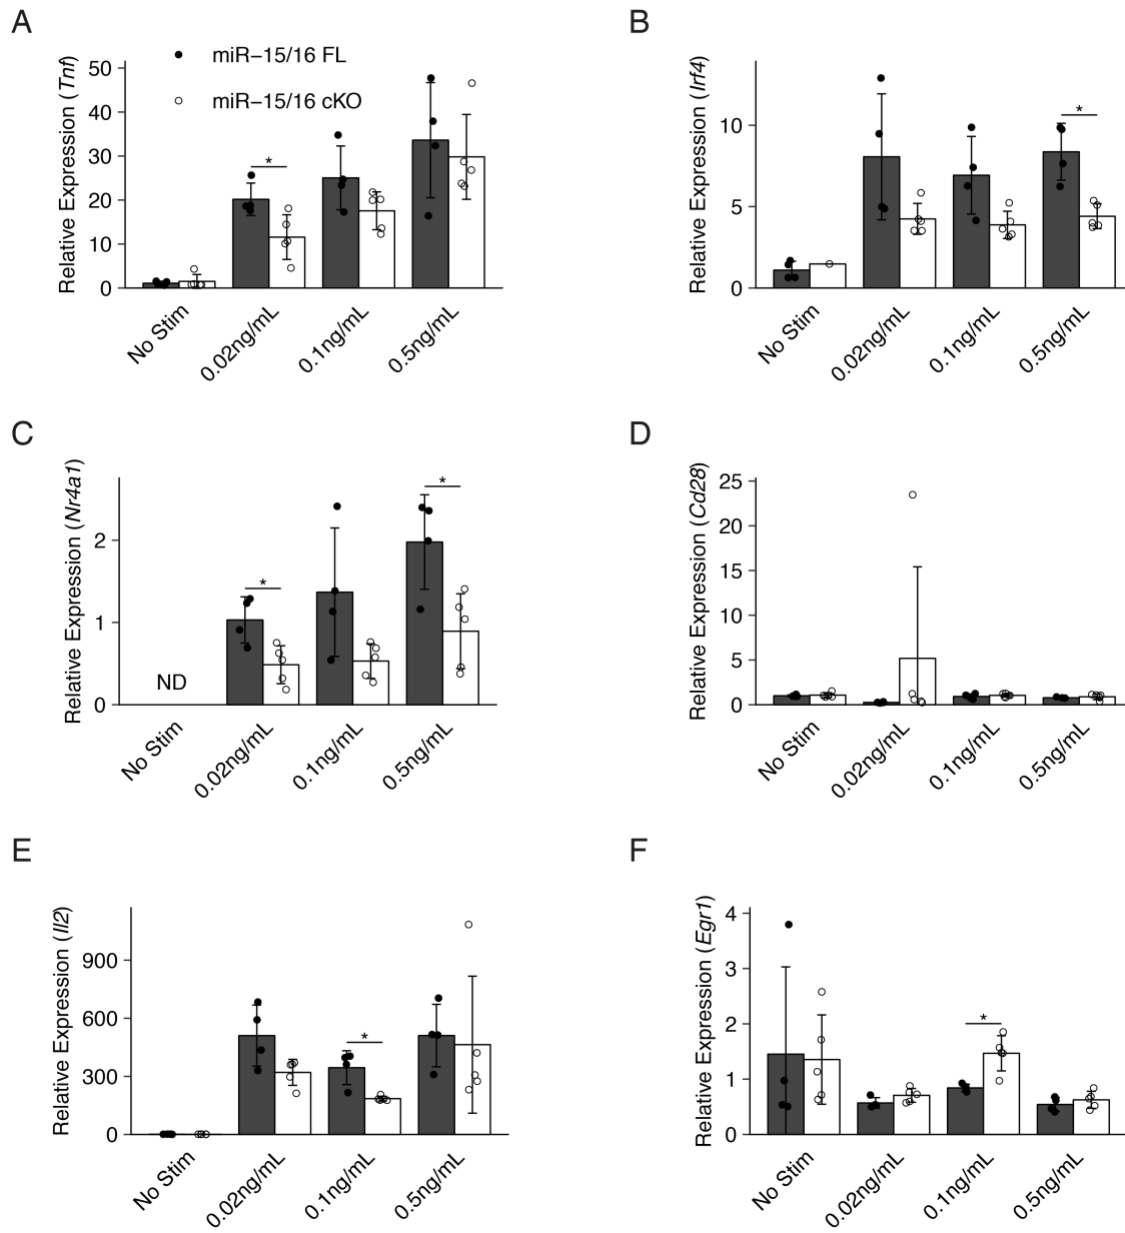 A
miR–15/16 FL
miR–15/16 cKO
Relative Expression (Tnf)
50
40
30
20
10
0
*
No Stim
0.02ng/mL
0.1ng/mL
0.5ng/mL
B
Relative Expression (Irf4)
10
5
0
*
No Stim
0.02ng/mL
0.1ng/mL
0.5ng/mL
C
Relative Expression (Nr4a1)
2
1
0
ND
*
*
No Stim
0.02ng/mL
0.1ng/mL
0.5ng/mL
D
Relative Expression (Cd28)
25
20
15
10
5
0
No Stim
0.02ng/mL
0.1ng/mL
0.5ng/mL
E
Relative Expression (Il2)
900
600
300
0
*
No Stim
0.02ng/mL
0.1ng/mL
0.5ng/mL
F
Relative Expression (Egr1)
4
3
2
1
0
*
No Stim
0.02ng/mL
0.1ng/mL
0.5ng/mL